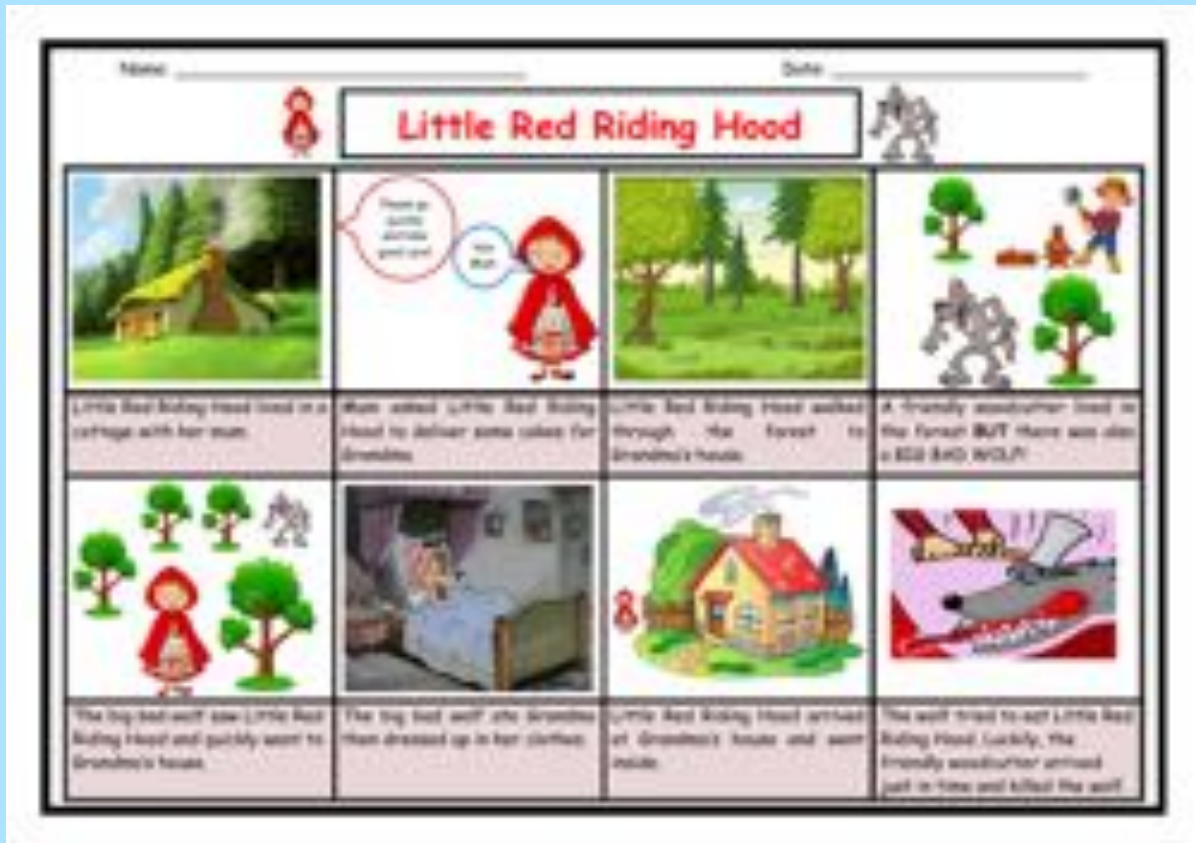 Name: ____________ Date: ____________
Little Red Riding Hood
Mum
Little Red Riding Hood lived in a
cottage with her mum.
Mum asked Little Red Riding
Hood to deliver some cakes for
Grandma.
Little Red Riding Hood walked
through the forest to
Grandma's house.
A friendly woodcutter lived in
the forest BUT there was also
a BIG BAD WOLF!
The big bad wolf saw Little Red
Riding Hood and quickly went to
Grandma's house.
The big bad wolf ate Grandma
then dressed up in her clothes.
Little Red Riding Hood arrived
at Grandma's house and went
inside.
The wolf tried to eat Little Red
Riding Hood. Luckily, the
friendly woodcutter arrived
just in time and killed the wolf.